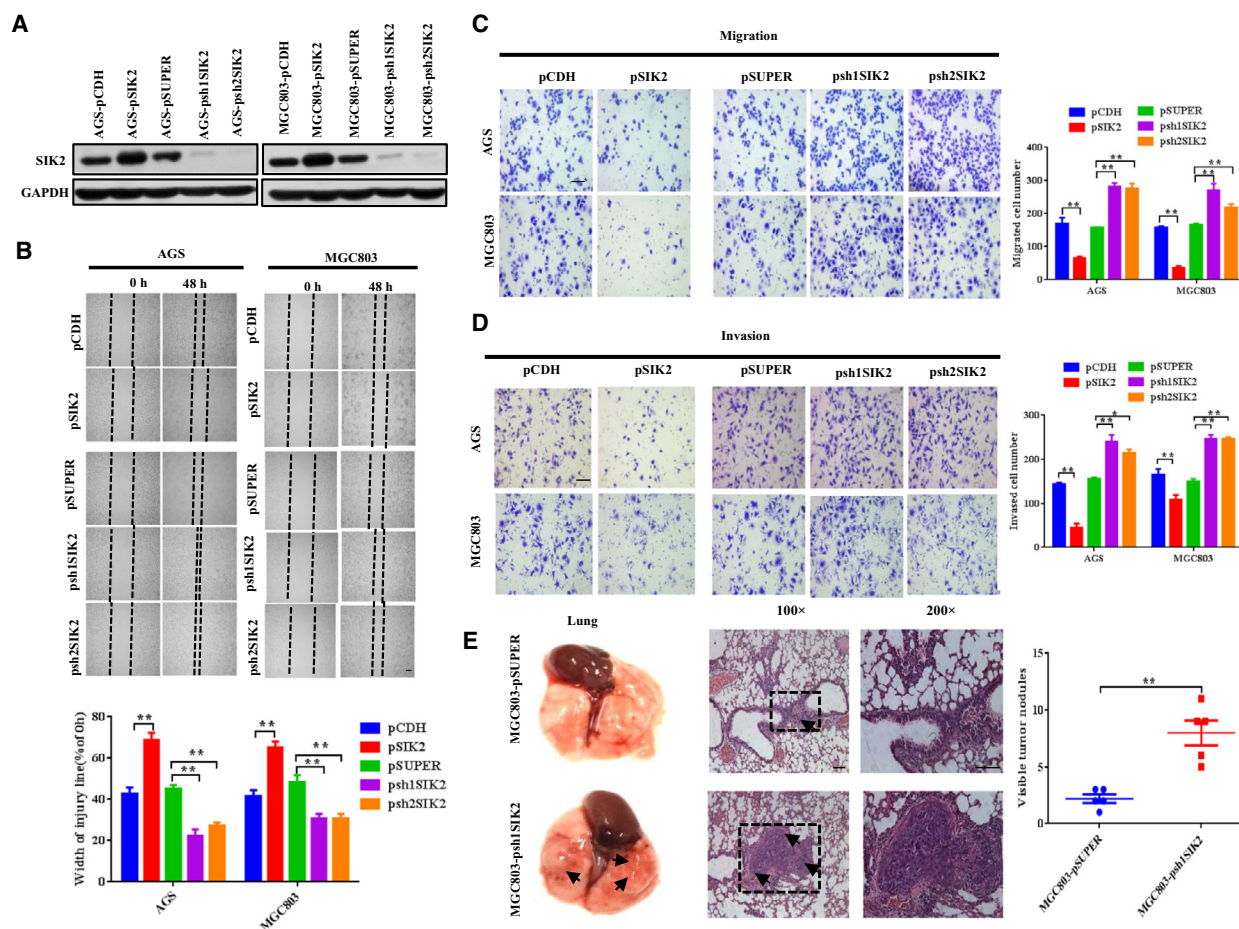 A
AGS-pCDH
AGS-pSIK2
AGS-pSUPER
AGS-psh1SIK2
AGS-psh2SIK2
MGC803-pCDH
MGC803-pSIK2
MGC803-pSUPER
MGC803-psh1SIK2
MGC803-psh2SIK2
SIK2
GAPDH
B
AGS
MGC803
0 h
48 h
0 h
48 h
pCDH
pSIK2
pSUPER
psh1SIK2
psh2SIK2
pCDH
pSIK2
pSUPER
psh1SIK2
psh2SIK2
Width of injury line(%of 0h)
80
60
40
20
0
**
**
**
**
**
**
AGS
MGC803
pCDH
pSIK2
pSUPER
psh1SIK2
psh2SIK2
C
Migration
pCDH
pSIK2
pSUPER
psh1SIK2
psh2SIK2
AGS
MGC803
pCDH
pSUPER
pSIK2
psh1SIK2
psh2SIK2
Migrated cell number
400
300
200
100
0
**
**
**
**
**
**
AGS
MGC803
D
Invasion
pCDH
pSIK2
pSUPER
psh1SIK2
psh2SIK2
AGS
MGC803
pCDH
pSUPER
pSIK2
psh1SIK2
psh2SIK2
Invased cell number
300
200
100
0
**
**
*
**
**
**
AGS
MGC803
E
Lung
100×
200×
MGC803-pSUPER
MGC803-psh1SIK2
Visible tumor nodules
15
10
5
0
**
MGC803-pSUPER
MGC803-psh1SIK2